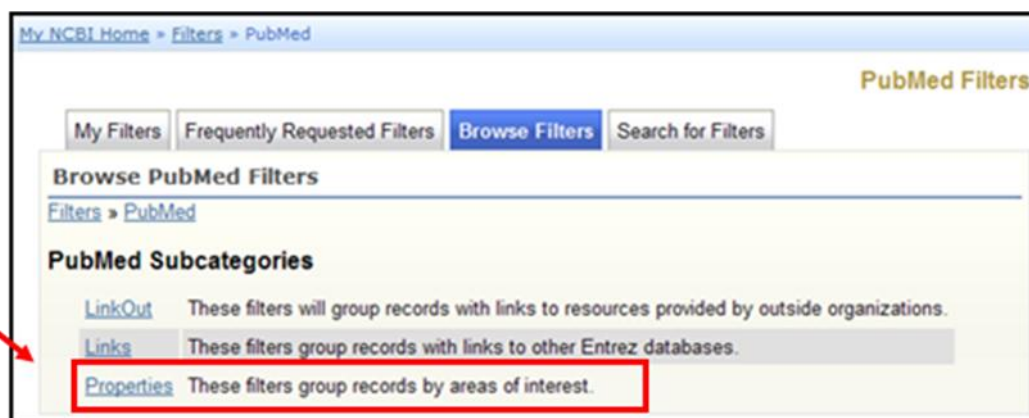 My NCBI Home » Filters » PubMed
PubMed Filters
My Filters Frequently Requested Filters Browse Filters Search for Filters
Browse PubMed Filters
Filters » PubMed
PubMed Subcategories
LinkOut These filters will group records with links to resources provided by outside organizations.
Links These filters group records with links to other Entrez databases.
Properties These filters group records by areas of interest.